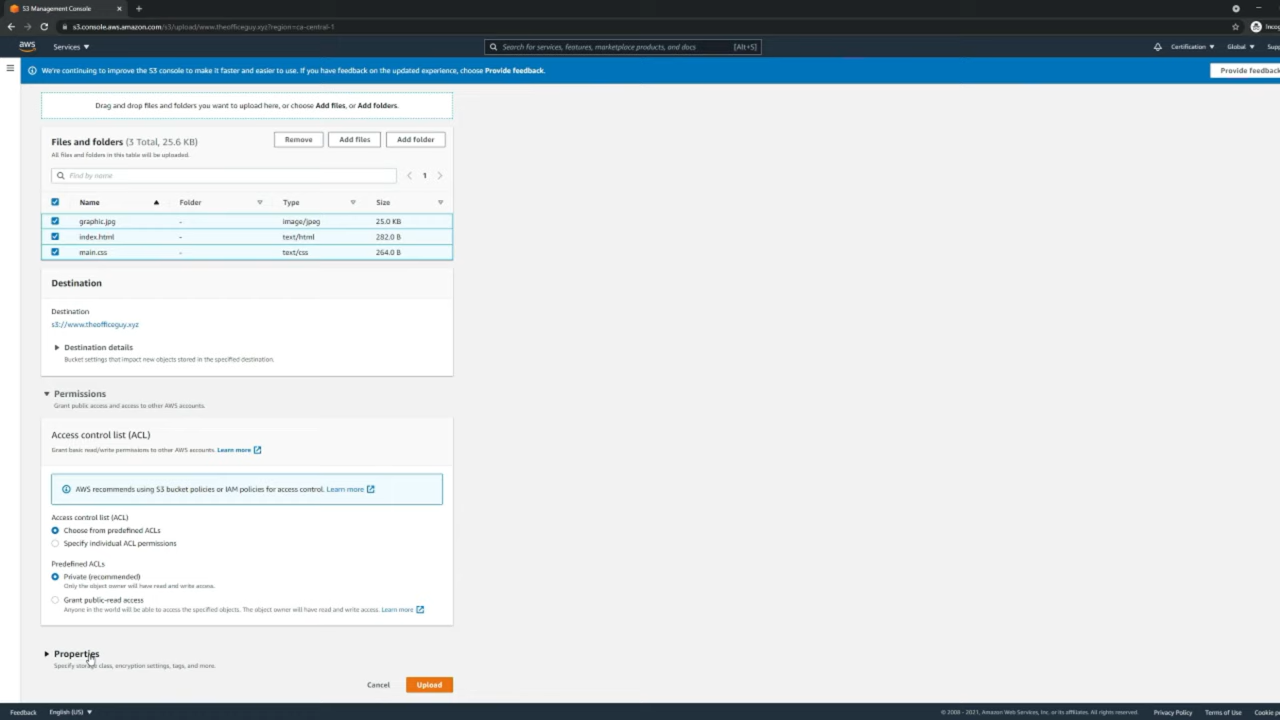 S3 Management Console
s3.console.aws.amazon.com/s3/upload/www.theofficeguy.xyz?region=ca-central-1
aws Services ▼ Search for services, features, marketplace products, and docs [Alt+S] Certification ▼ Global ▼
We're continuing to improve the S3 console to make it faster and easier to use. If you have feedback on the updated experience, choose Provide feedback. Provide feedback
Drag and drop files and folders you want to upload here, or choose Add files, or Add folders.
Files and folders (3 Total, 25.6 KB) Remove Add files Add folder
All files and folders in this table will be uploaded.
Find by name 1
Name Folder Type Size
graphic.jpg - image/jpeg 25.0 KB
index.html - text/html 282.0 B
main.css - text/css 264.0 B
Destination
Destination
s3://www.theofficeguy.xyz
Destination details
Bucket settings that impact new objects stored in the specified destination.
Permissions
Grant public access and access to other AWS accounts.
Access control list (ACL)
Grant basic read/write permissions to other AWS accounts. Learn more
AWS recommends using S3 bucket policies or IAM policies for access control. Learn more
Access control list (ACL)
Choose from predefined ACLs
Specify individual ACL permissions
Predefined ACLs
Private (recommended)
Only the object owner will have read and write access.
Grant public-read access
Anyone in the world will be able to access the specified objects. The object owner will have read and write access. Learn more
Properties
Specify storage class, encryption settings, tags, and more.
Cancel Upload
Feedback English (US) ▼ © 2008 - 2021, Amazon Web Services, Inc. or its affiliates. All rights reserved. Privacy Policy Terms of Use Cookie